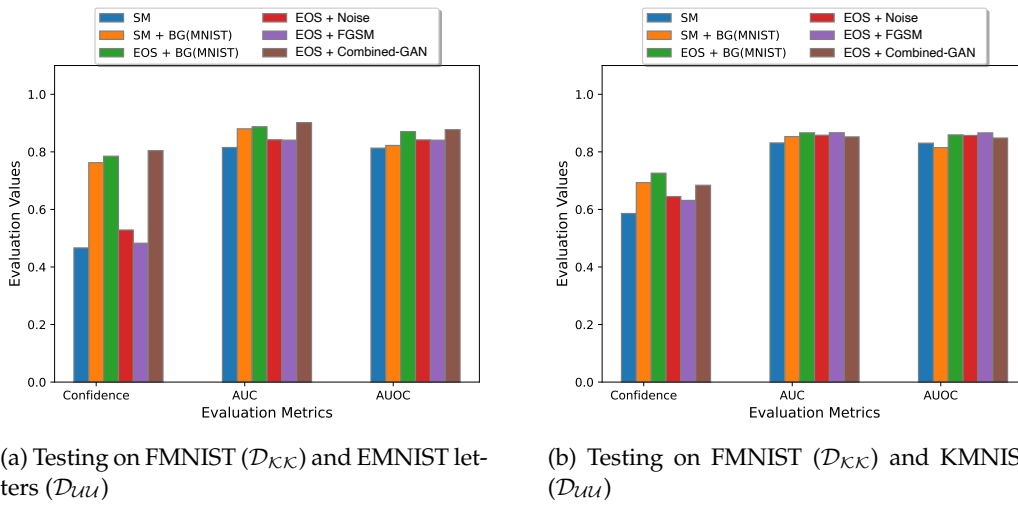 SM
SM + BG(MNIST)
EOS + BG(MNIST)
EOS + Noise
EOS + FGSM
EOS + Combined-GAN
1.0
0.8
0.6
0.4
0.2
0.0
Evaluation Values
Confidence AUC AUOC
Evaluation Metrics
(a) Testing on FMNIST (𝒟𝒦𝒦) and EMNIST let-
ters (𝒟𝒰𝒰)
SM
SM + BG(MNIST)
EOS + BG(MNIST)
EOS + Noise
EOS + FGSM
EOS + Combined-GAN
1.0
0.8
0.6
0.4
0.2
0.0
Evaluation Values
Confidence AUC AUOC
Evaluation Metrics
(b) Testing on FMNIST (𝒟𝒦𝒦) and KMNIS
(𝒟𝒰𝒰)